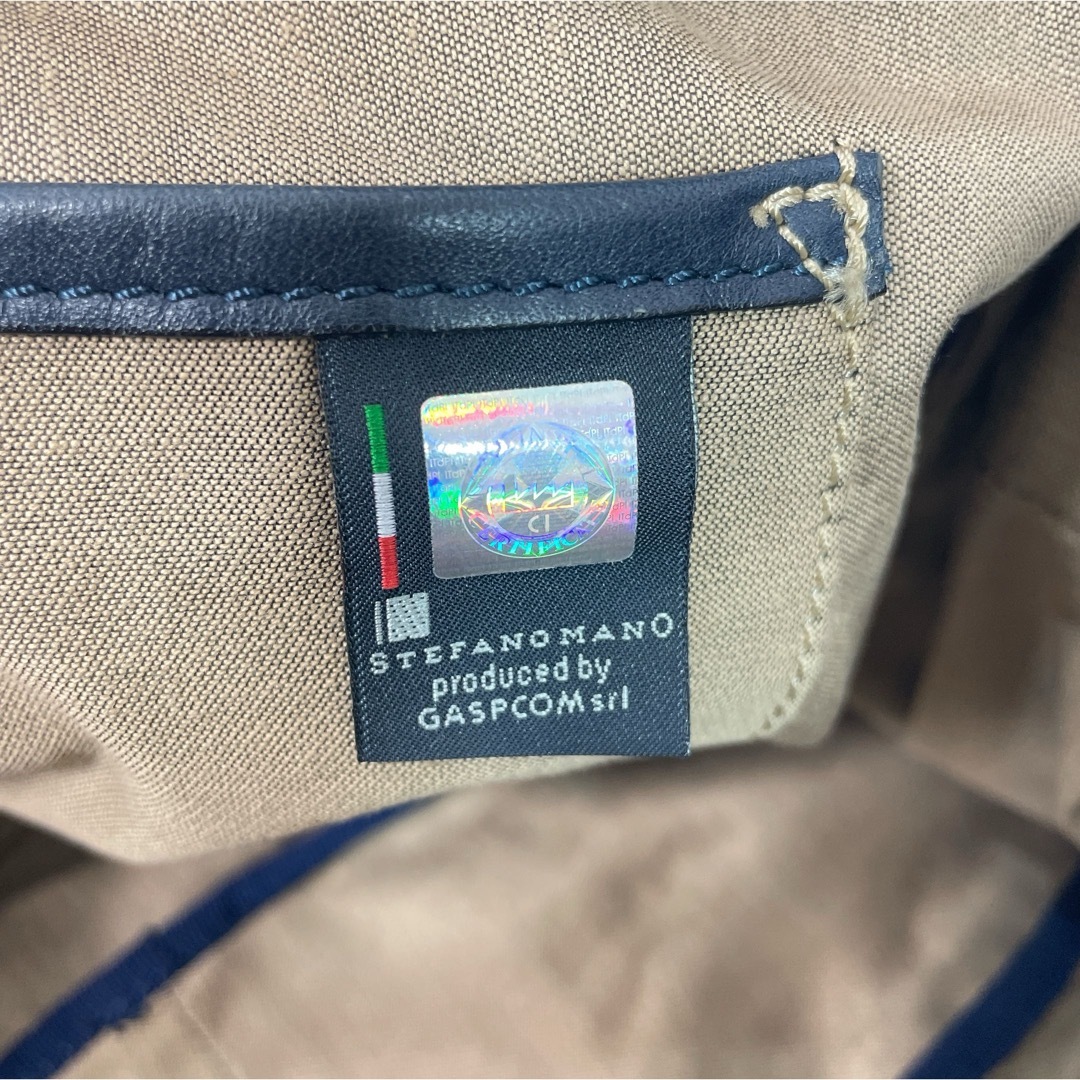 STEFANOMANO
produced by
GASPCOM srl